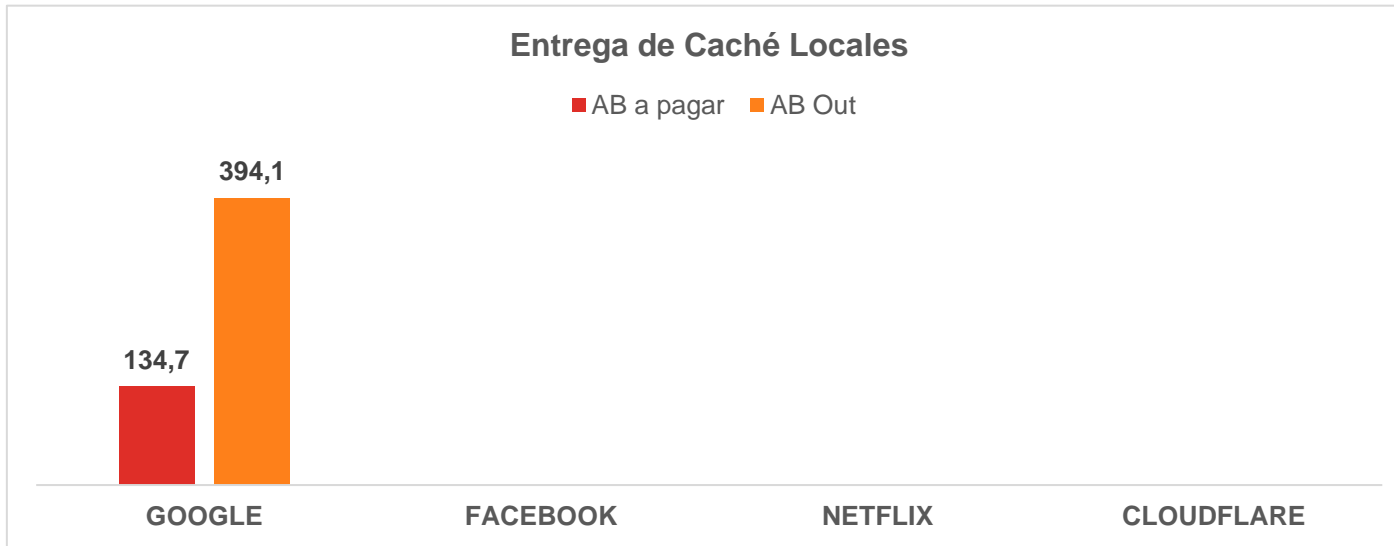 Entrega de Caché Locales
AB a pagar AB Out
394,1
134,7
GOOGLE FACEBOOK NETFLIX CLOUDFLARE